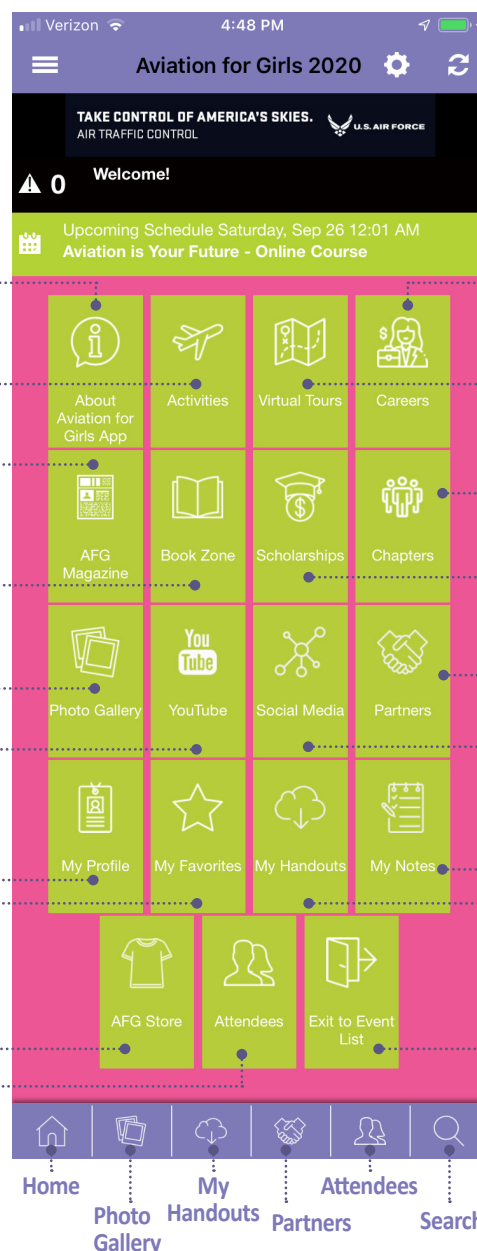 Verizon 4:48 PM
Aviation for Girls 2020
TAKE CONTROL OF AMERICA'S SKIES.
AIR TRAFFIC CONTROL
U.S. AIR FORCE
0 Welcome!
Upcoming Schedule Saturday, Sep 26 12:01 AM
Aviation is Your Future - Online Course
About
Aviation for
Girls App
Activities
Virtual Tours
Careers
AFG
Magazine
Book Zone
Scholarships
Chapters
Photo Gallery
You
Tube
YouTube
Social Media
Partners
My Profile
My Favorites
My Handouts
My Notes
AFG Store
Attendees
Exit to Event
List
Home
Photo
Gallery
My
Handouts
Partners
Attendees
Search